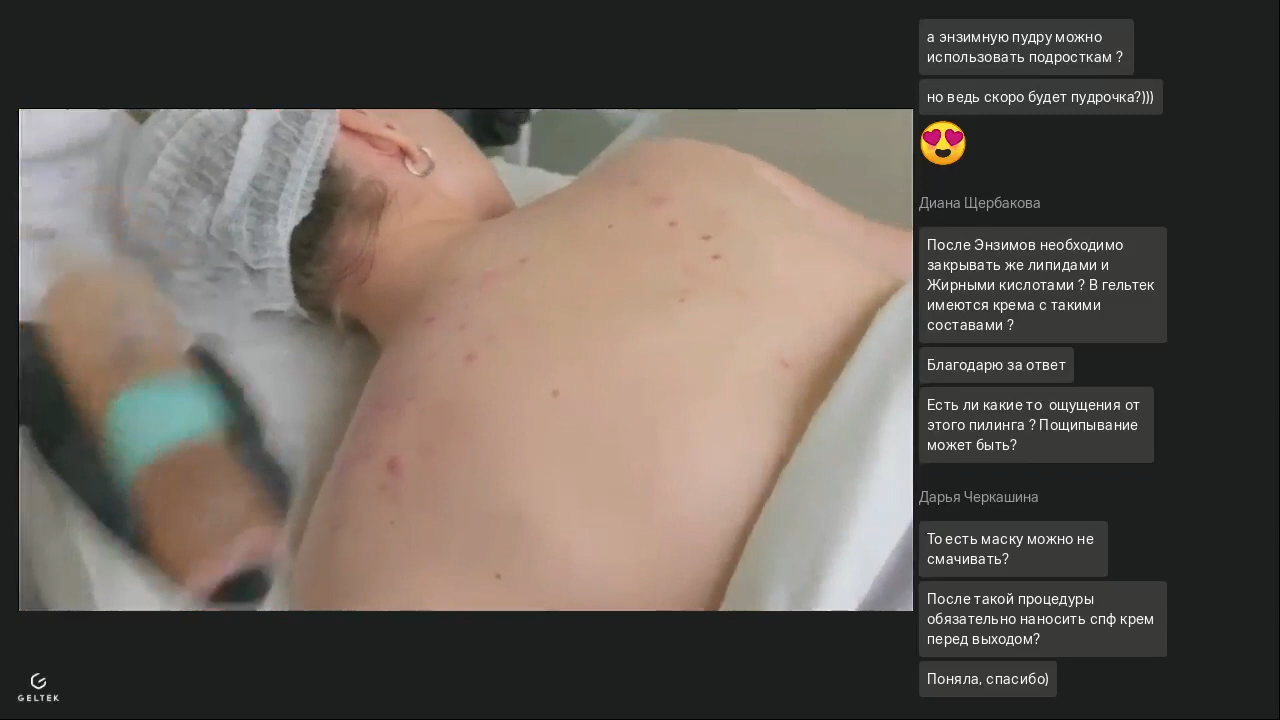 а энзимную пудру можно
использовать подросткам ?
но ведь скоро будет пудрочка?)))
Диана Щербакова
После Энзимов необходимо
закрывать же липидами и
Жирными кислотами ? В гельтек
имеются крема с такими
составами ?
Благодарю за ответ
Есть ли какие то  ощущения от
этого пилинга ? Пощипывание
может быть?
Дарья Черкашина
То есть маску можно не
смачивать?
После такой процедуры
обязательно наносить спф крем
перед выходом?
Поняла, спасибо)
GELTEK